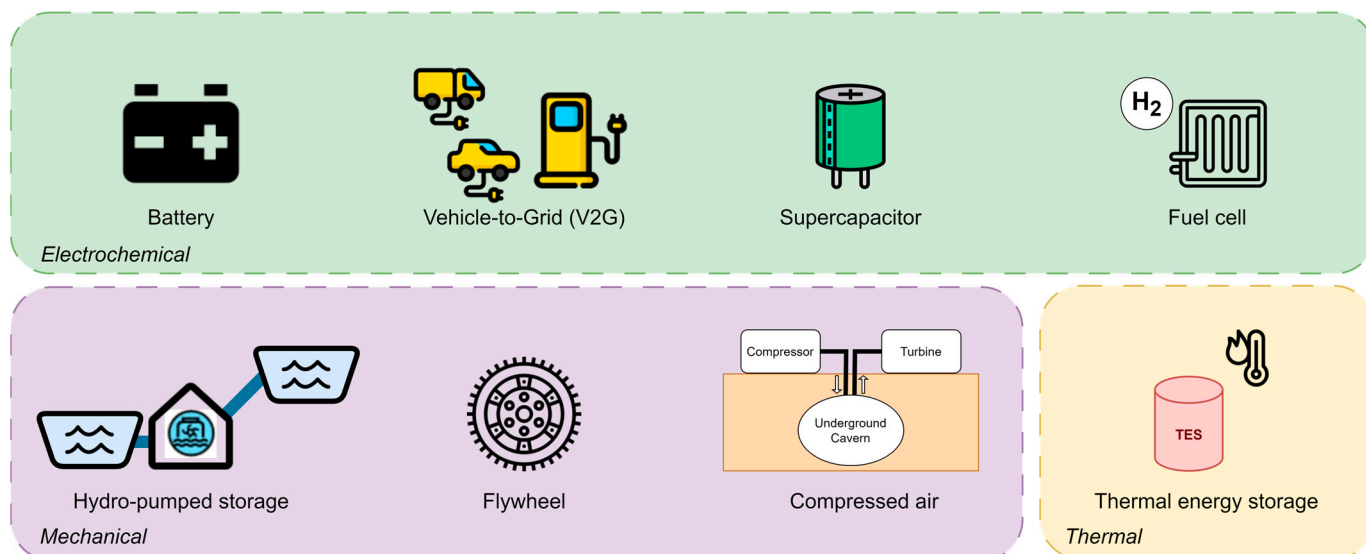 H2
Battery
Vehicle-to-Grid (V2G)
Supercapacitor
Fuel cell
Electrochemical
Compressor
Turbine
Underground
Cavern
TES
Hydro-pumped storage
Flywheel
Compressed air
Thermal energy storage
Mechanical
Thermal